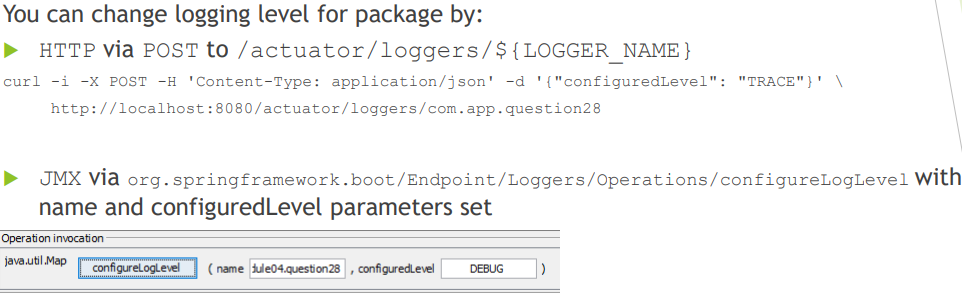 You can change logging level for package by:
HTTP via POST to /actuator/loggers/${LOGGER_NAME}
curl -i -X POST -H 'Content-Type: application/json' -d '{"configuredLevel": "TRACE"}' \
http://localhost:8080/actuator/loggers/com.app.question28
JMX via org.springframework.boot/Endpoint/Loggers/Operations/configureLogLevel with
name and configuredLevel parameters set
Operation invocation
java.util.Map configureLogLevel ( name dule04.question28 , configuredLevel DEBUG )